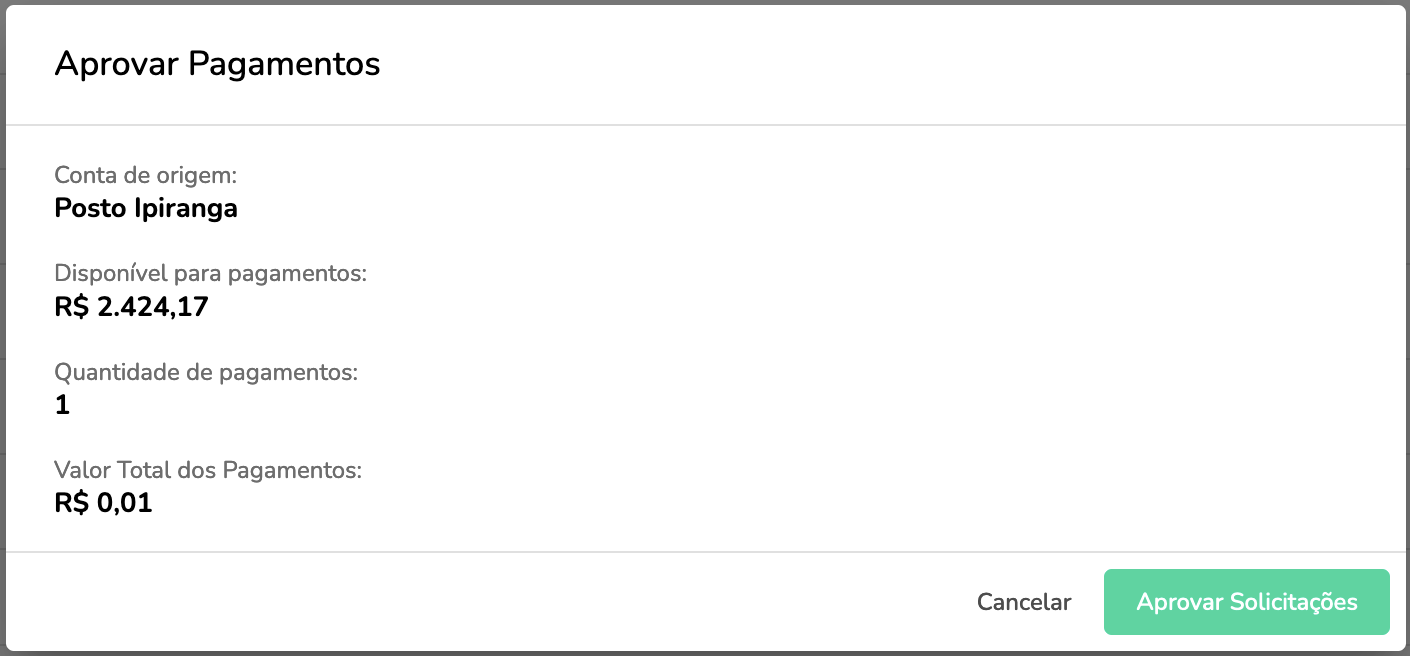 Aprovar Pagamentos
Conta de origem:
Posto Ipiranga
Disponível para pagamentos:
R$ 2.424,17
Quantidade de pagamentos:
1
Valor Total dos Pagamentos:
R$ 0,01
Cancelar
Aprovar Solicitações